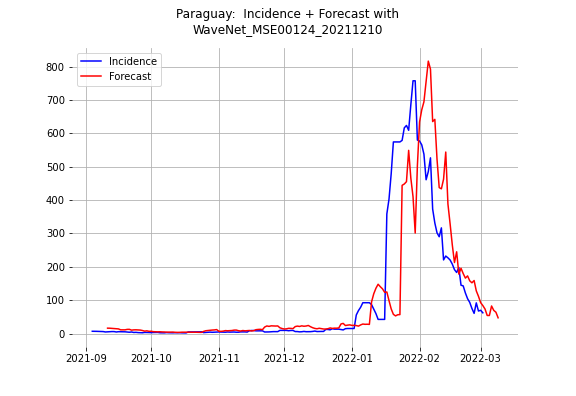 Paraguay:  Incidence + Forecast with
WaveNet_MSE00124_20211210
Incidence
Forecast
800
700
600
500
400
300
200
100
0
2021-09 2021-10 2021-11 2021-12 2022-01 2022-02 2022-03